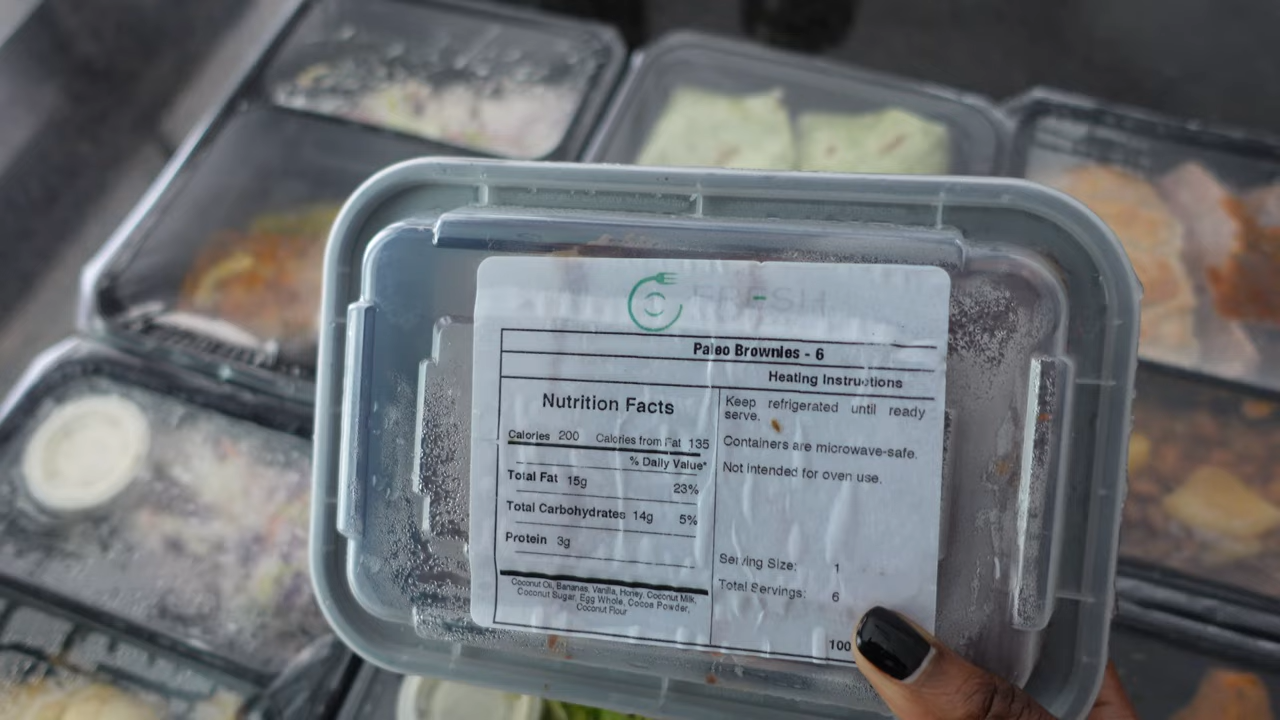 FRESH
Paleo Brownies - 6
Heating Instructions
Nutrition Facts
Calories 200 Calories from Fat 135
% Daily Value*
Total Fat 15g 23%
Total Carbohydrates 14g 5%
Protein 3g
Coconut Oil, Bananas, Vanilla, Honey, Coconut Milk,
Coconut Sugar, Egg Whole, Cocoa Powder,
Coconut Flour
Keep refrigerated until ready
serve.
Containers are microwave-safe.
Not intended for oven use.
Serving Size: 1
Total Servings: 6
100